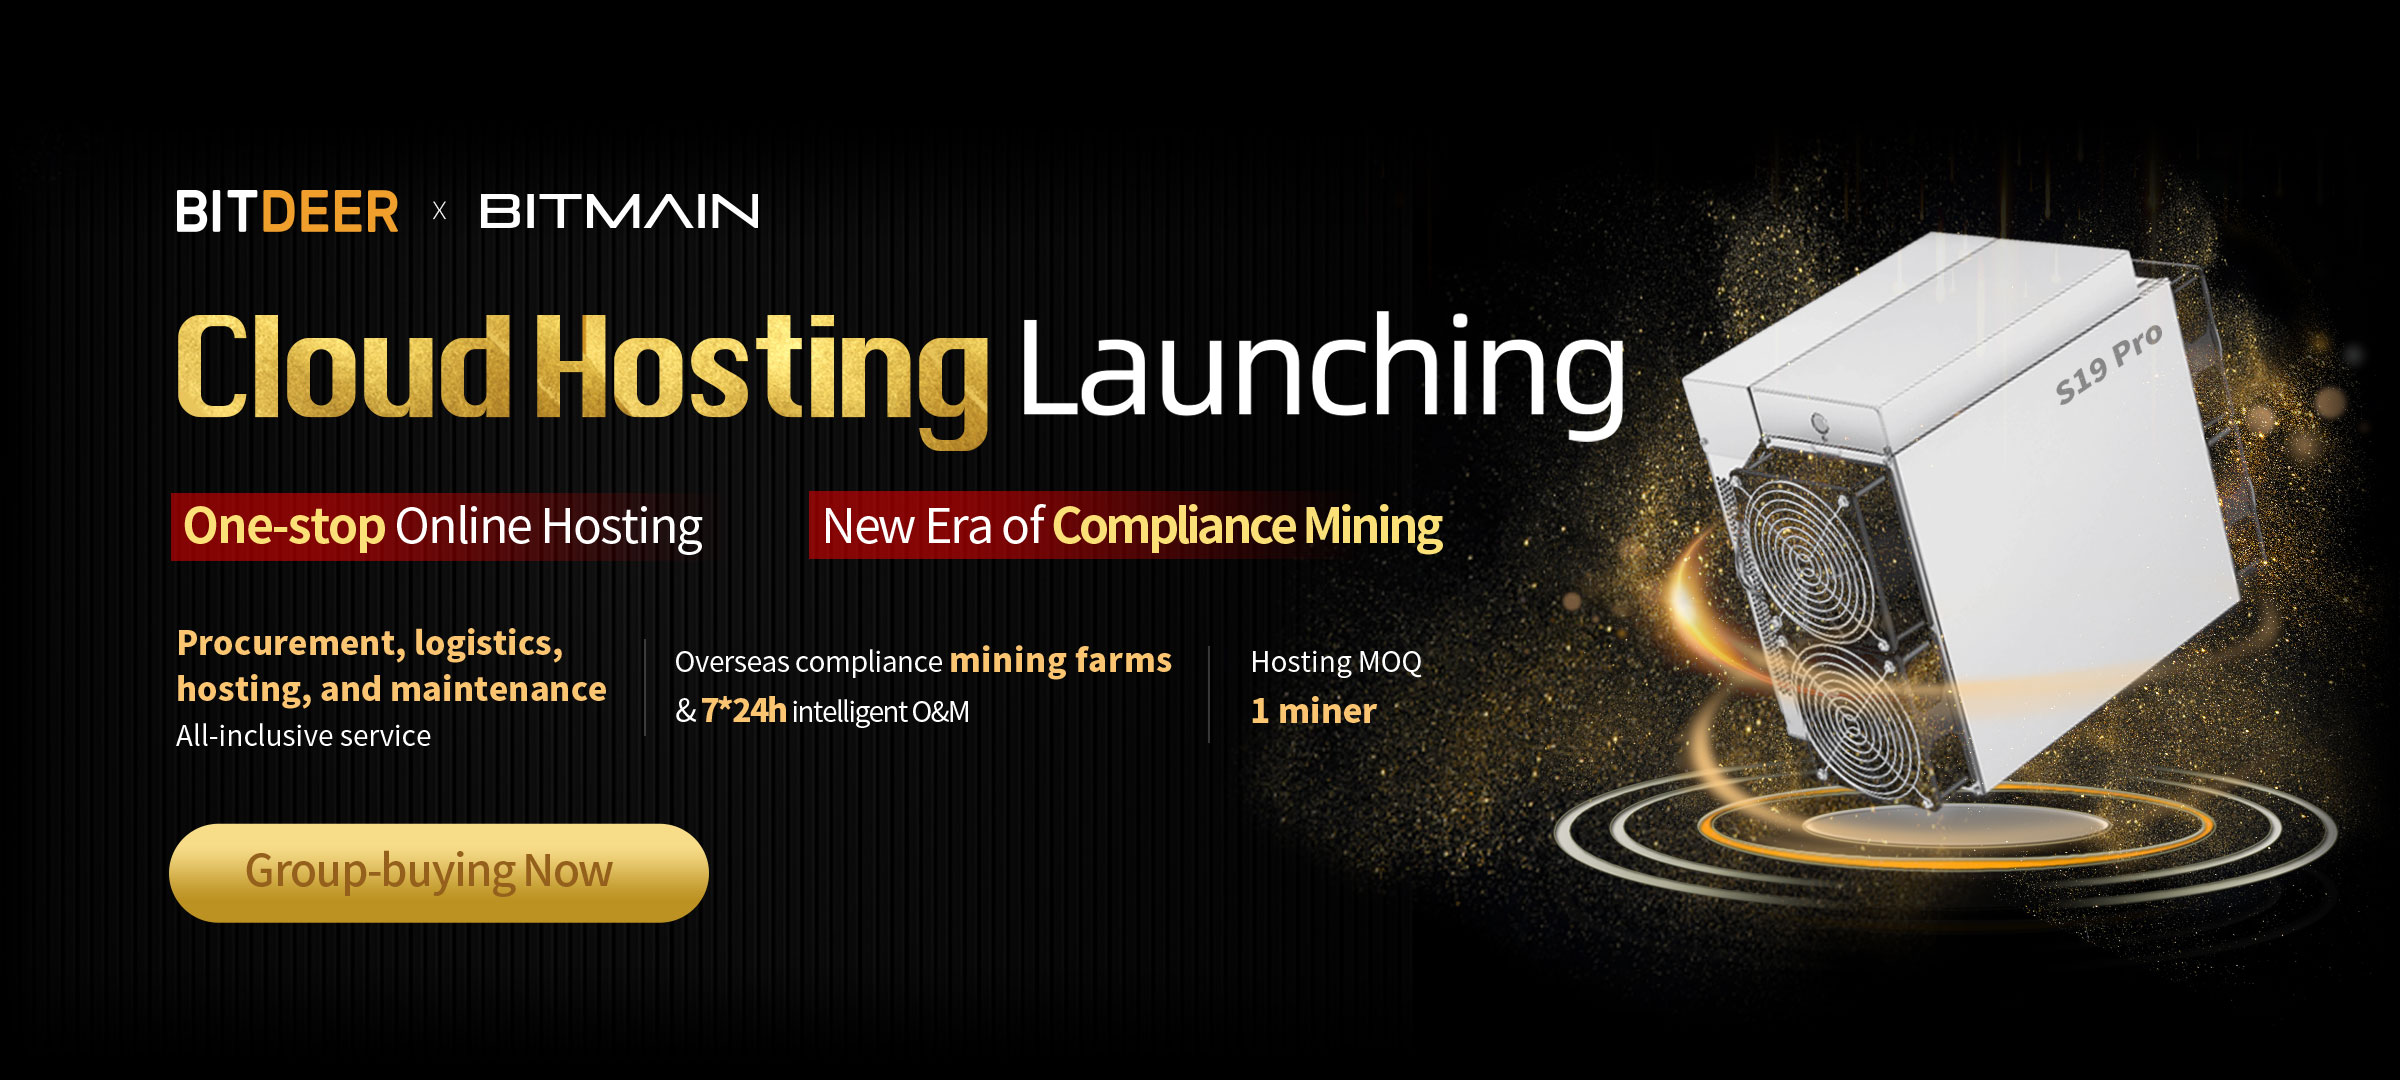 BITDEER x BITMAIN
Cloud Hosting Launching
One-stop Online Hosting
New Era of Compliance Mining
Procurement, logistics,
hosting, and maintenance
All-inclusive service
Overseas compliance mining farms
& 7*24h intelligent O&M
Hosting MOQ
1 miner
Group-buying Now
S19 Pro